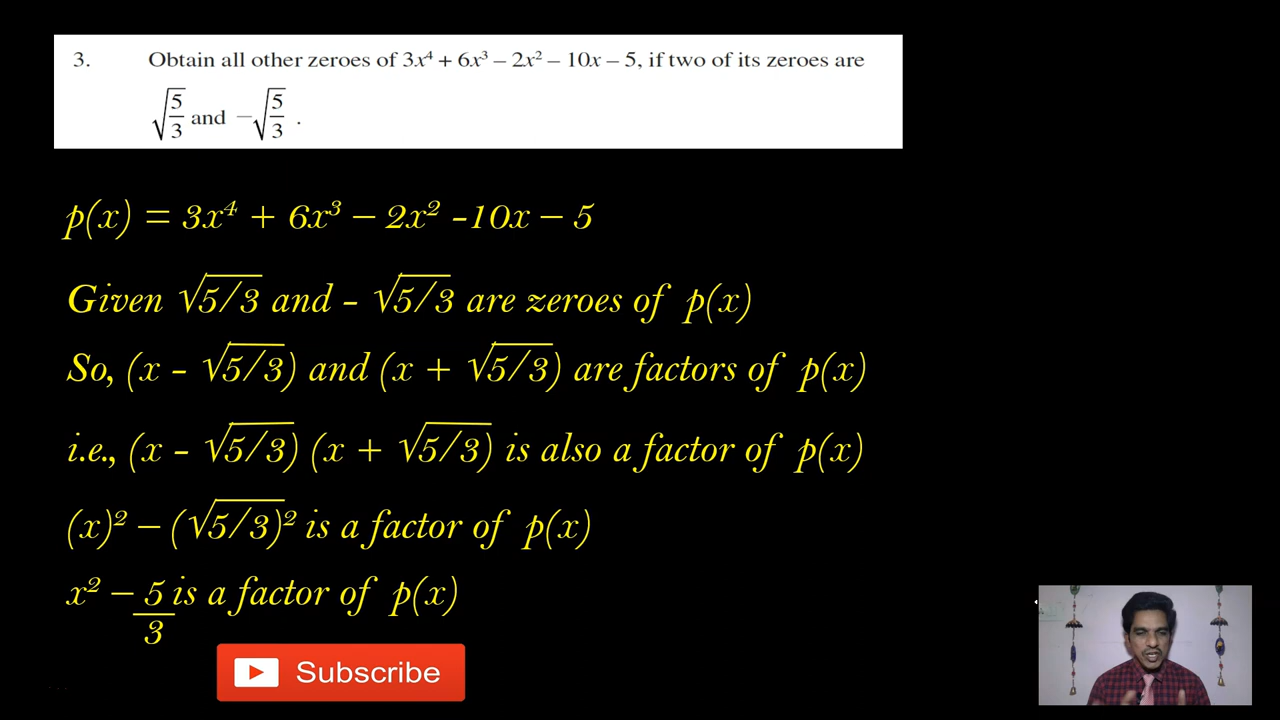 3. Obtain all other zeroes of 3x⁴ + 6x³ – 2x² – 10x – 5, if two of its zeroes are
√5/3 and –√5/3 .
p(x) = 3x⁴ + 6x³ – 2x² -10x – 5
Given √5/3 and - √5/3 are zeroes of p(x)
So, (x - √5/3) and (x + √5/3) are factors of p(x)
i.e., (x - √5/3) (x + √5/3) is also a factor of p(x)
(x)² – (√5/3)² is a factor of p(x)
x² – 5/3 is a factor of p(x)
Subscribe